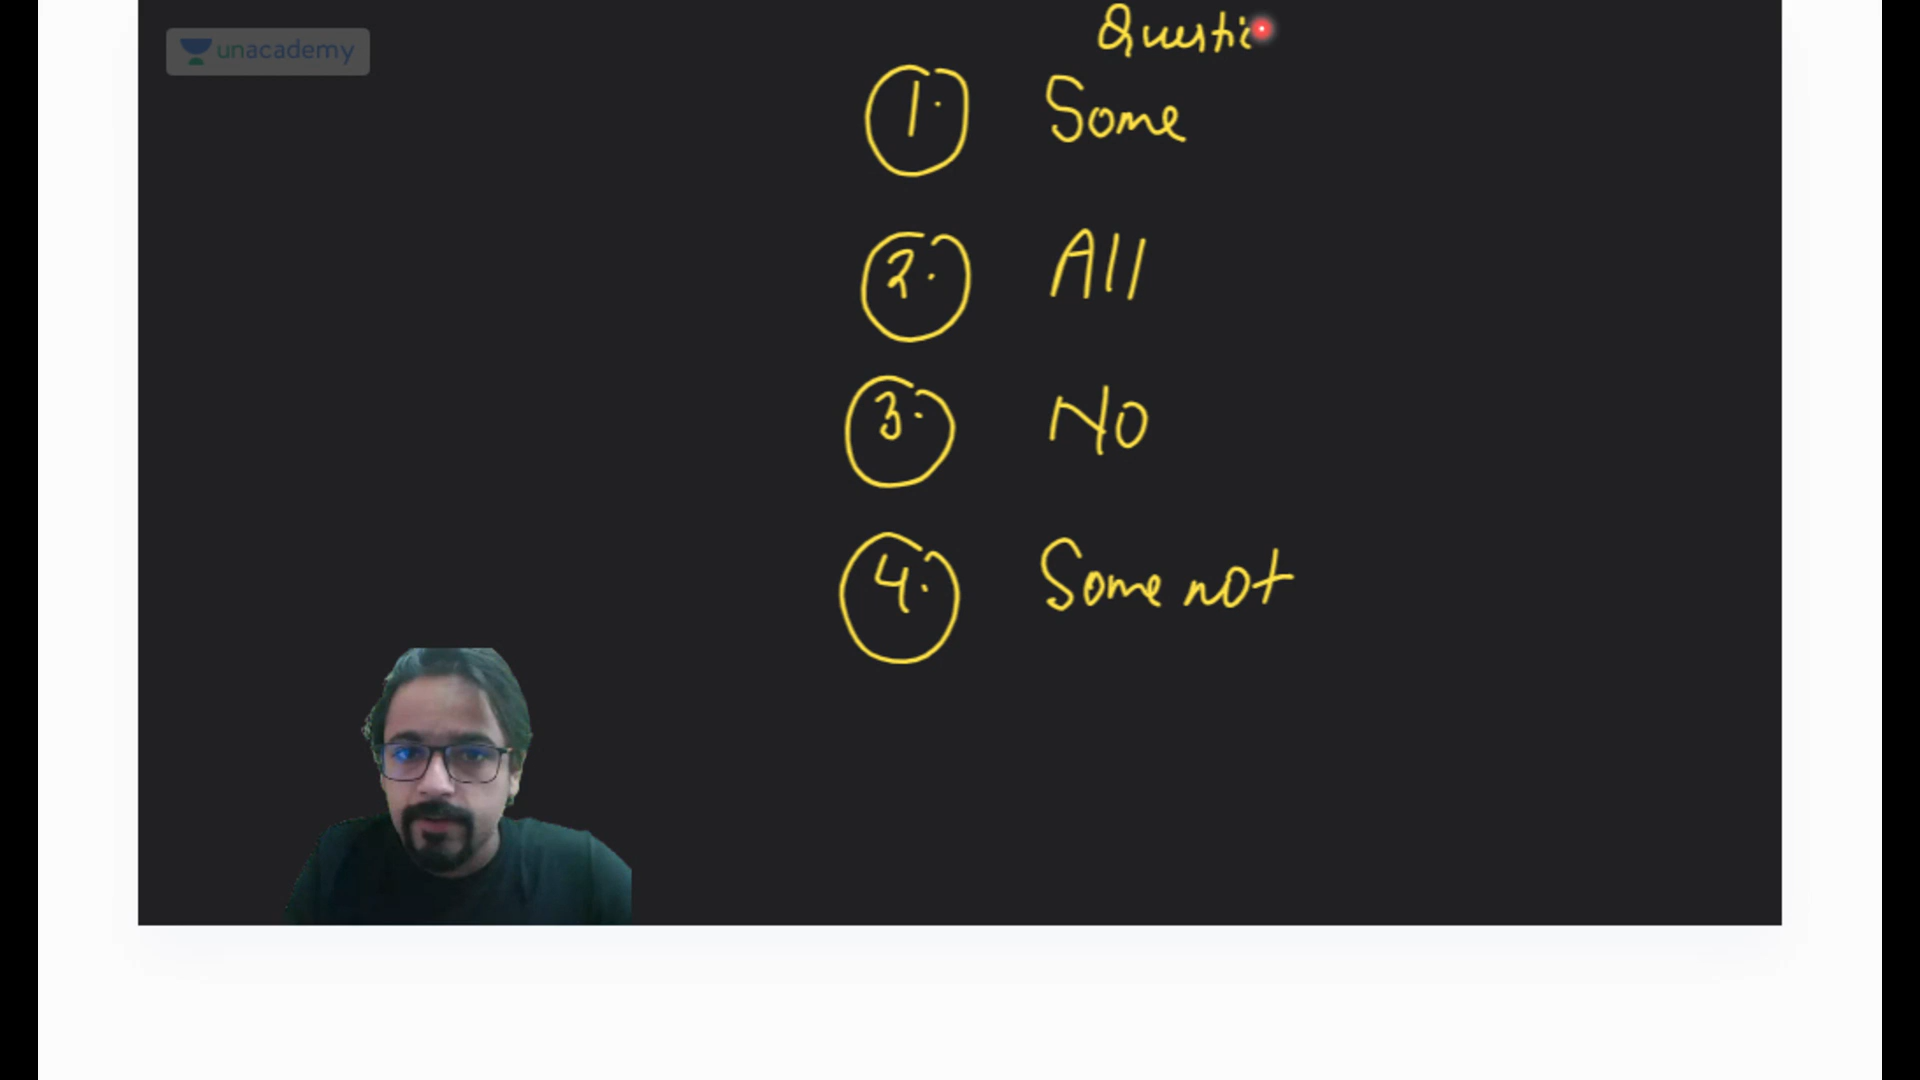 unacademy
Questi
1. Some
2. All
3. No
4. Some not